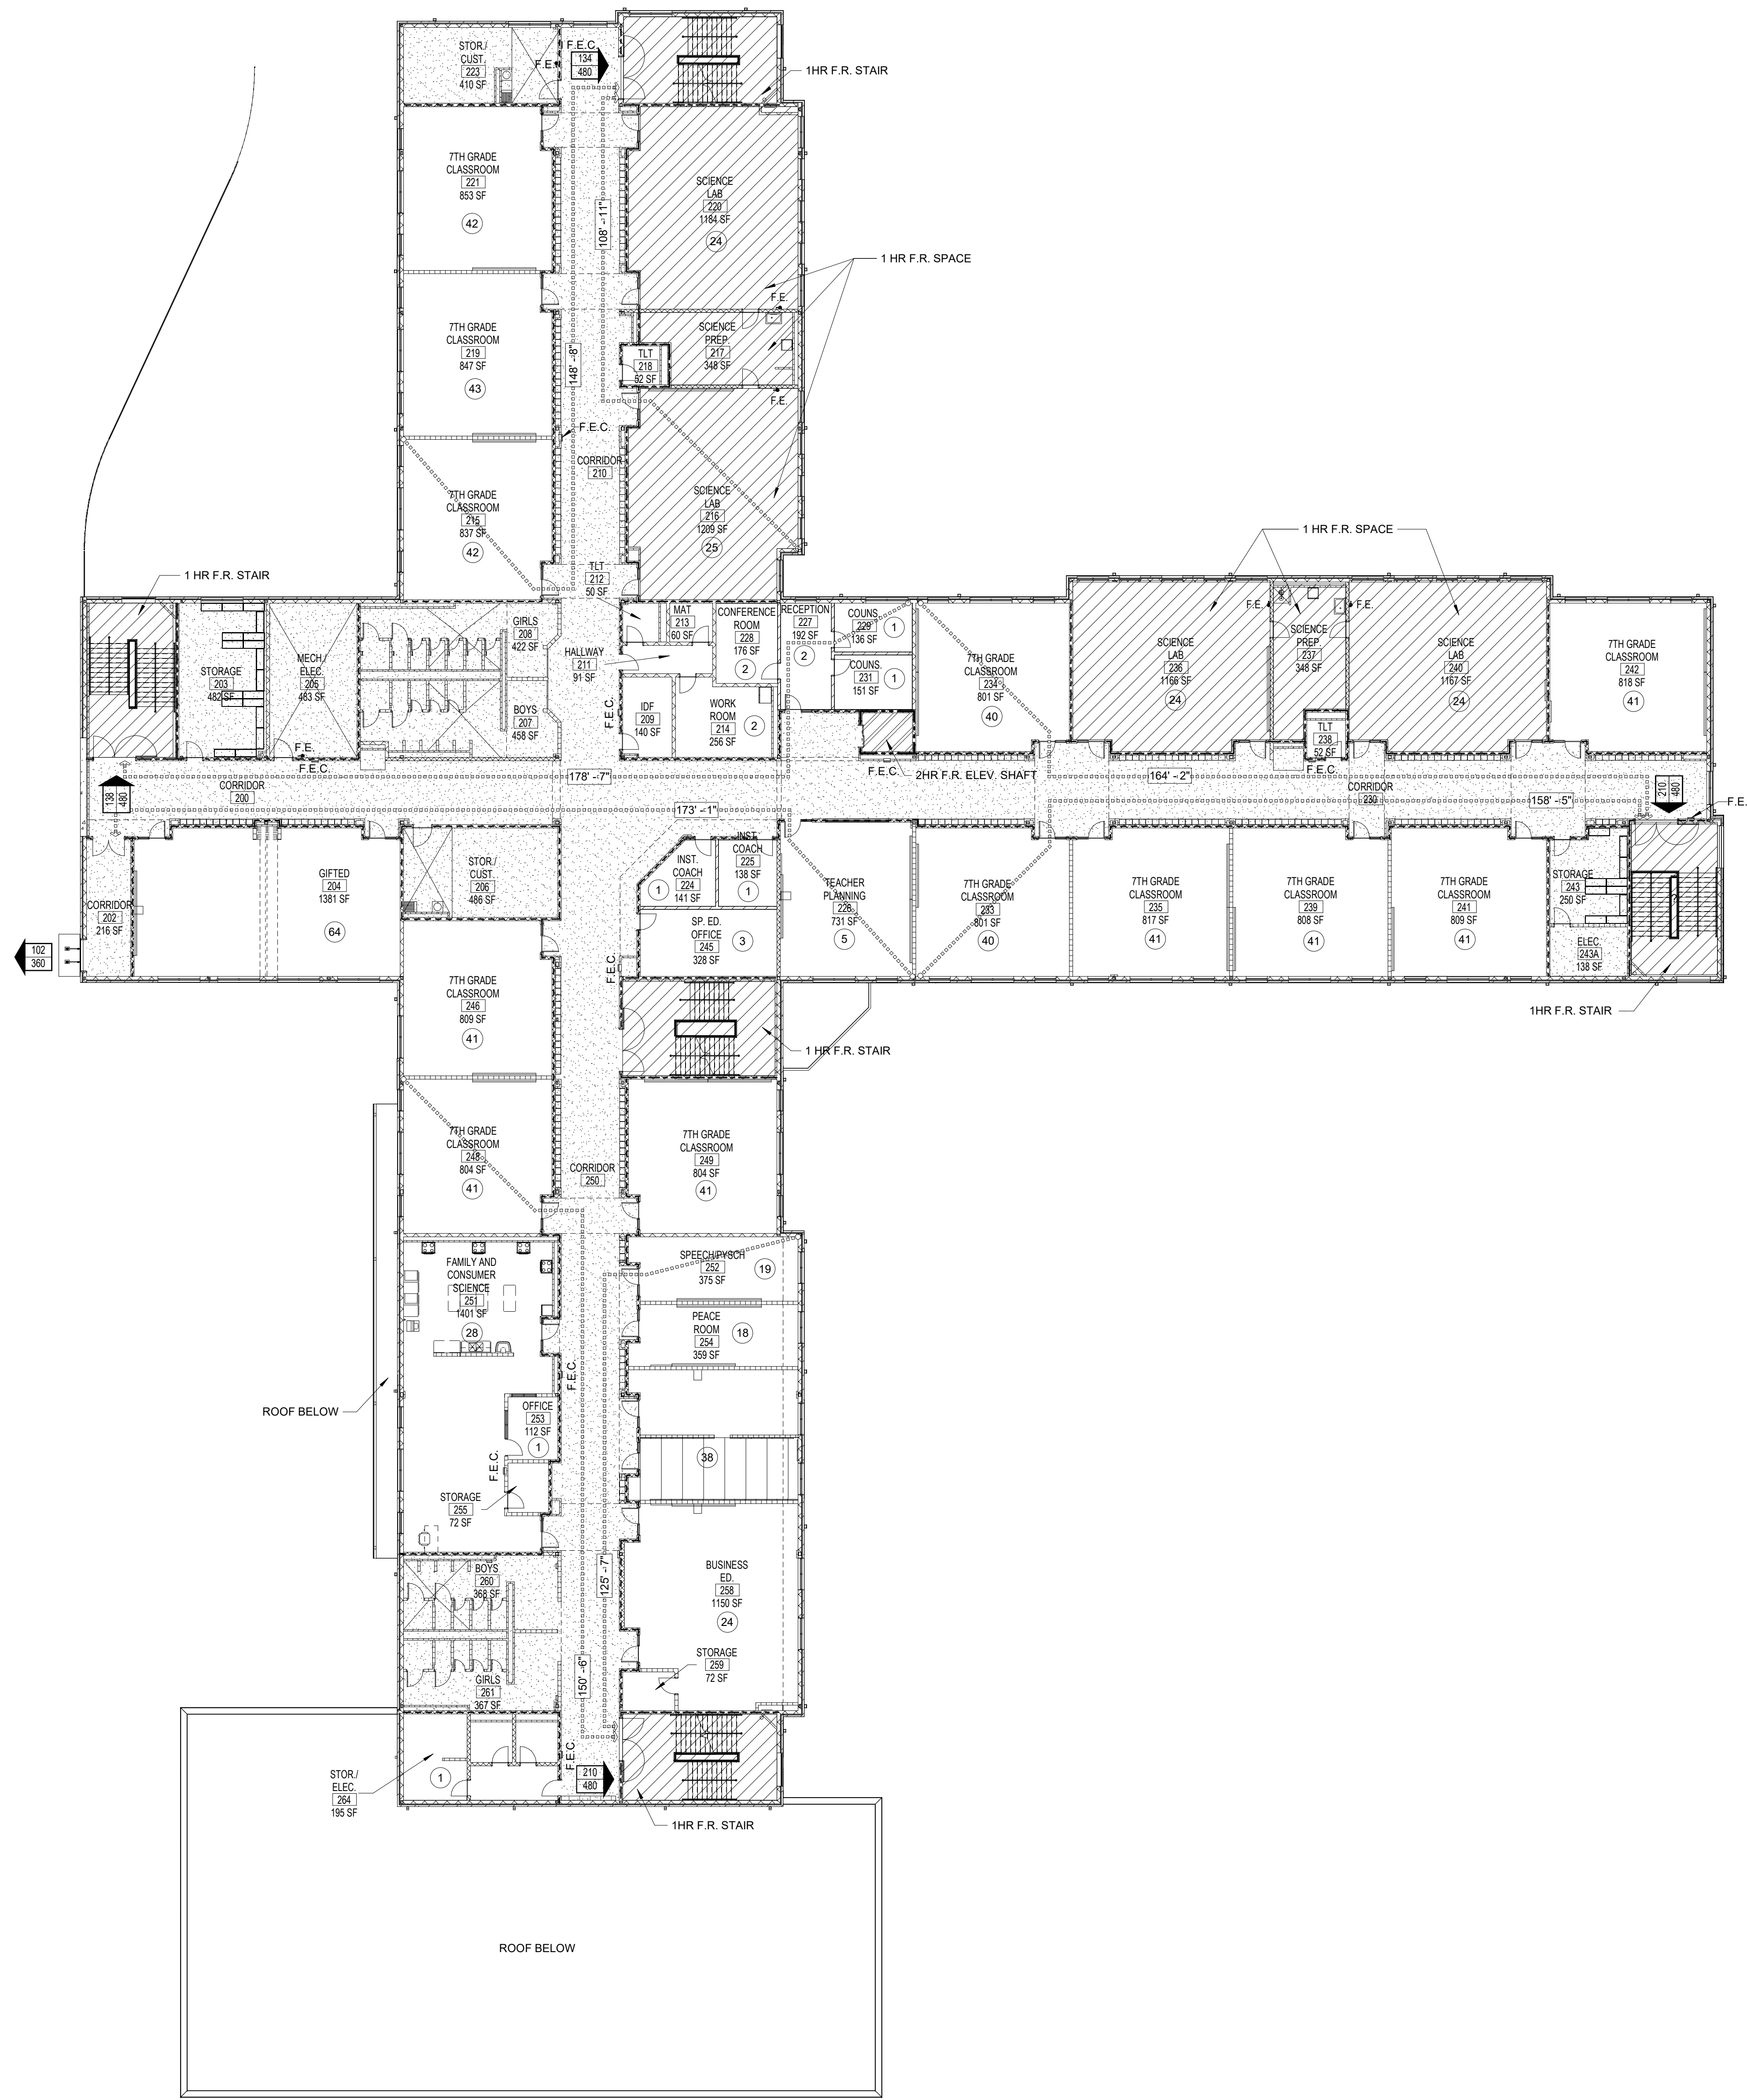 STOR./
CUST.
223
410 SF
F.E.
F.E.C.
134
480
1HR F.R. STAIR
7TH GRADE
CLASSROOM
221
853 SF
42
108' - 11"
SCIENCE
LAB
220
1184 SF
24
1 HR F.R. SPACE
F.E.
7TH GRADE
CLASSROOM
219
847 SF
43
148' - 8"
TLT
218
52 SF
SCIENCE
PREP.
217
348 SF
F.E.
F.E.C.
CORRIDOR
210
7TH GRADE
CLASSROOM
215
837 SF
42
SCIENCE
LAB
216
1209 SF
25
1 HR F.R. SPACE
1 HR F.R. STAIR
TLT
212
50 SF
STORAGE
203
482 SF
MECH./
ELEC.
205
483 SF
GIRLS
208
422 SF
BOYS
207
458 SF
HALLWAY
211
91 SF
MAT
213
60 SF
CONFERENCE
ROOM
228
176 SF
2
RECEPTION
227
192 SF
2
COUNS.
229
136 SF
1
COUNS.
231
151 SF
1
7TH GRADE
CLASSROOM
234
801 SF
40
SCIENCE
LAB
236
1166 SF
24
F.E.
SCIENCE
PREP
237
348 SF
F.E.
SCIENCE
LAB
240
1167 SF
24
7TH GRADE
CLASSROOM
242
818 SF
41
TLT
238
52 SF
F.E.C.
IDF
209
140 SF
WORK
ROOM
214
256 SF
2
F.E.C.
F.E.
F.E.C.
F.E.C.
2HR F.R. ELEV. SHAFT
138
480
CORRIDOR
200
178' - 7"
173' - 1"
164' - 2"
CORRIDOR
230
158' - 5"
210
480
F.E.
CORRIDOR
202
216 SF
102
360
GIFTED
204
1381 SF
64
STOR./
CUST.
206
486 SF
INST.
COACH
224
141 SF
1
INST.
COACH
225
138 SF
1
SP. ED.
OFFICE
245
328 SF
3
F.E.C.
TEACHER
PLANNING
226
731 SF
5
7TH GRADE
CLASSROOM
233
801 SF
40
7TH GRADE
CLASSROOM
235
817 SF
41
7TH GRADE
CLASSROOM
239
808 SF
41
7TH GRADE
CLASSROOM
241
809 SF
41
STORAGE
243
250 SF
ELEC.
243A
138 SF
1HR F.R. STAIR
7TH GRADE
CLASSROOM
246
809 SF
41
1 HR F.R. STAIR
7TH GRADE
CLASSROOM
248
804 SF
41
CORRIDOR
250
7TH GRADE
CLASSROOM
249
804 SF
41
FAMILY AND
CONSUMER
SCIENCE
251
1401 SF
28
SPEECH/PYSCH
252
375 SF
19
PEACE
ROOM
254
359 SF
18
F.E.C.
ROOF BELOW
OFFICE
253
112 SF
1
F.E.C.
38
STORAGE
255
72 SF
BOYS
260
368 SF
125' - 7"
BUSINESS
ED.
258
1150 SF
24
STORAGE
259
72 SF
GIRLS
261
367 SF
150' - 6"
F.E.C.
STOR./
ELEC.
264
195 SF
1
210
480
1HR F.R. STAIR
ROOF BELOW